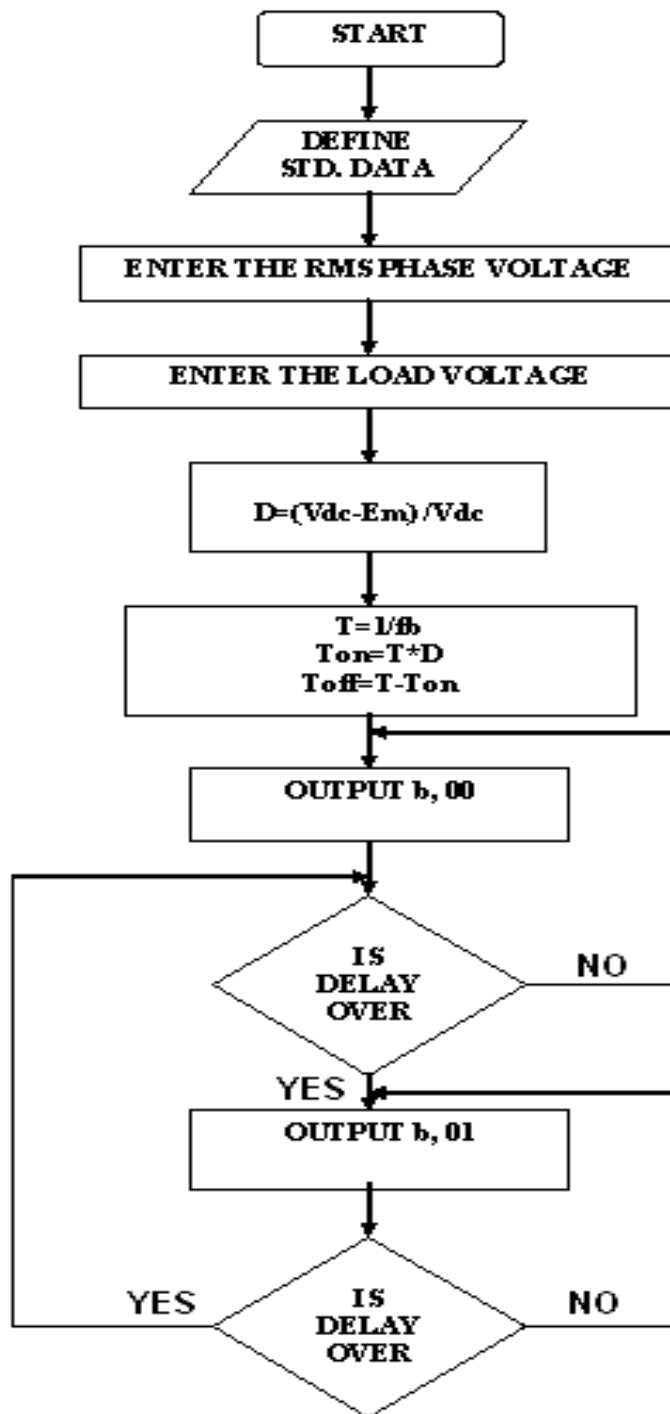 START
DEFINE
STD. DATA
ENTER THE RMS PHASE VOLTAGE
ENTER THE LOAD VOLTAGE
D=(Vdc-Em) /Vdc
T=1/fb
Ton=T*D
Toff=T-Ton
OUTPUT b, 00
IS
DELAY
OVER
NO
YES
OUTPUT b, 01
IS
DELAY
OVER
YES
NO